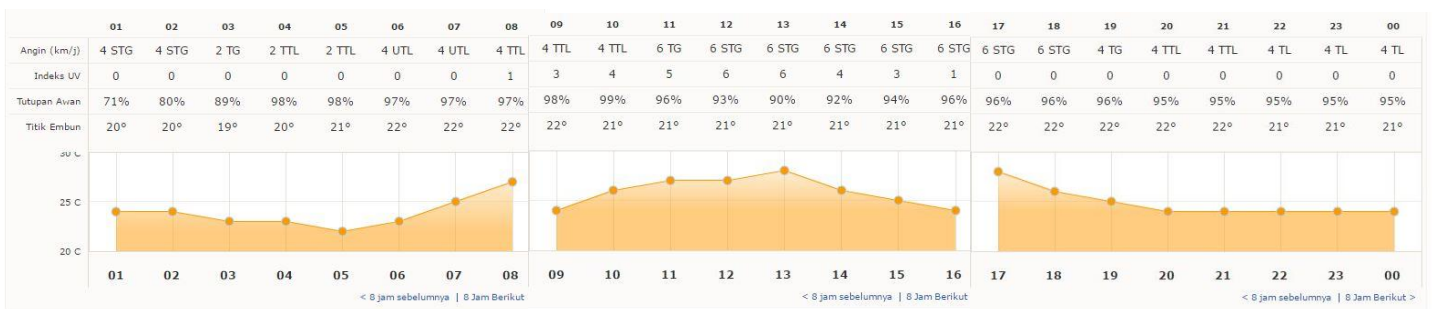 01 02 03 04 05 06 07 08 09 10 11 12 13 14 15 16 17 18 19 20 21 22 23 00
Angin (km/j) 4 STG 4 STG 2 TG 2 TTL 2 TTL 4 UTL 4 UTL 4 TTL 4 TTL 4 TTL 6 TG 6 STG 6 STG 6 STG 6 STG 6 STG 6 STG 6 STG 4 TG 4 TTL 4 TTL 4 TL 4 TL 4 TL
Indeks UV 0 0 0 0 0 0 0 1 3 4 5 6 6 4 3 1 0 0 0 0 0 0 0 0
Tutupan Awan 71% 80% 89% 98% 98% 97% 97% 97% 98% 99% 96% 93% 90% 92% 94% 96% 96% 96% 96% 95% 95% 95% 95% 95%
Titik Embun 20° 20° 19° 20° 21° 22° 22° 22° 22° 21° 21° 21° 21° 21° 21° 21° 22° 22° 22° 22° 22° 21° 21° 21°
30 C
25 C
20 C
01 02 03 04 05 06 07 08 09 10 11 12 13 14 15 16 17 18 19 20 21 22 23 00
< 8 jam sebelumnya | 8 Jam Berikut < 8 jam sebelumnya | 8 Jam Berikut < 8 jam sebelumnya | 8 Jam Berikut >